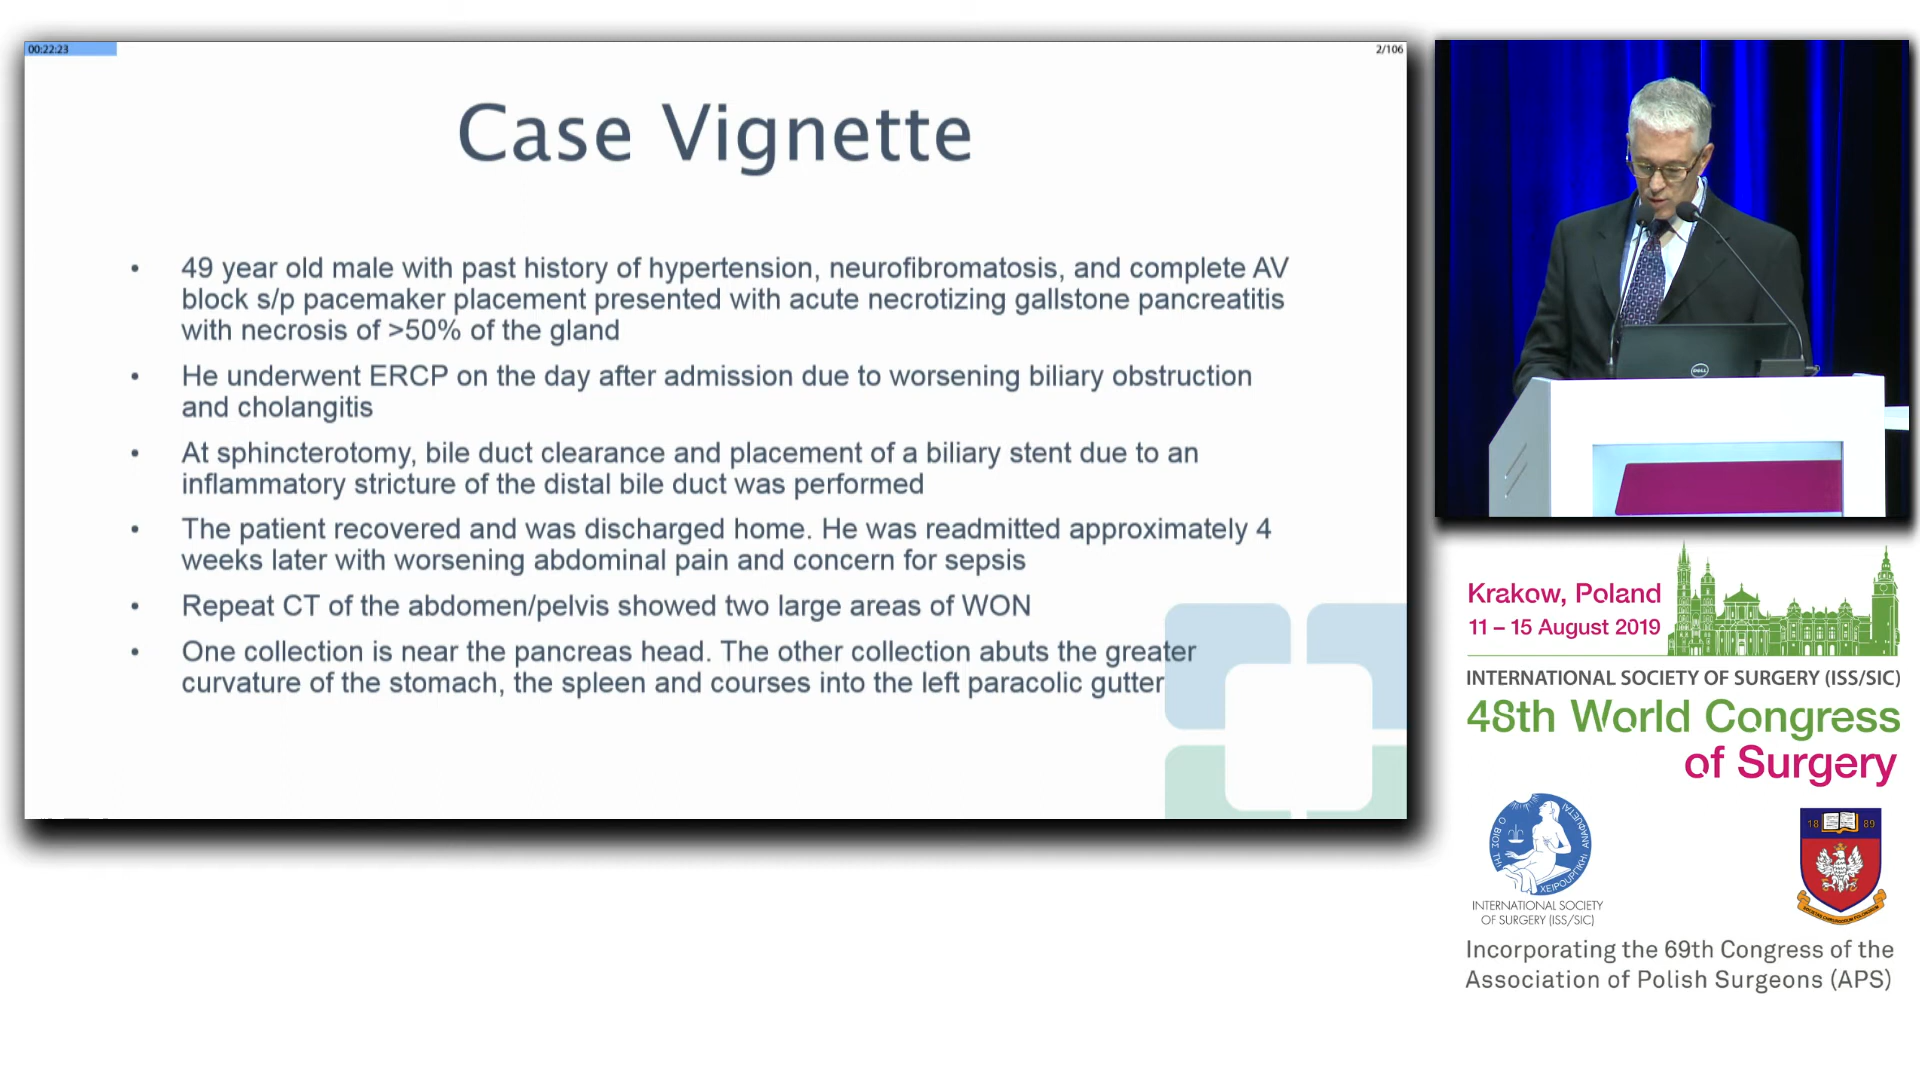 00:22:23
2/106
Case Vignette
• 49 year old male with past history of hypertension, neurofibromatosis, and complete AV
block s/p pacemaker placement presented with acute necrotizing gallstone pancreatitis
with necrosis of >50% of the gland
• He underwent ERCP on the day after admission due to worsening biliary obstruction
and cholangitis
• At sphincterotomy, bile duct clearance and placement of a biliary stent due to an
inflammatory stricture of the distal bile duct was performed
• The patient recovered and was discharged home. He was readmitted approximately 4
weeks later with worsening abdominal pain and concern for sepsis
• Repeat CT of the abdomen/pelvis showed two large areas of WON
• One collection is near the pancreas head. The other collection abuts the greater
curvature of the stomach, the spleen and courses into the left paracolic gutter
DELL
Krakow, Poland
11 – 15 August 2019
INTERNATIONAL SOCIETY OF SURGERY (ISS/SIC)
48th World Congress
of Surgery
Ο ΒΙΟΣ ΤΗ ΧΕΙΡΟΥΡΓΙΚΗ ΑΝΑΦΥΕΤΑΙ
INTERNATIONAL SOCIETY
OF SURGERY (ISS/SIC)
18 89
Incorporating the 69th Congress of the
Association of Polish Surgeons (APS)